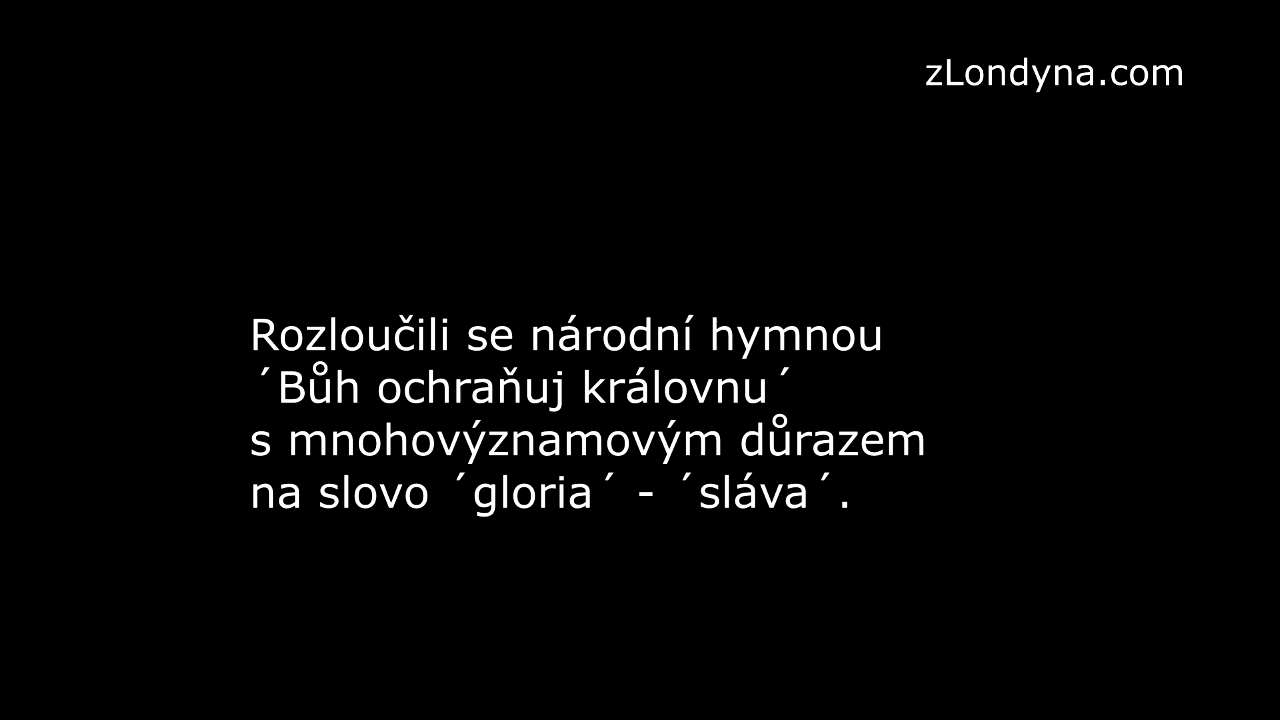 zLondyna.com
Rozloučili se národní hymnou
´Bůh ochraňuj královnu´
s mnohovýznamovým důrazem
na slovo ´gloria´ - ´sláva´.